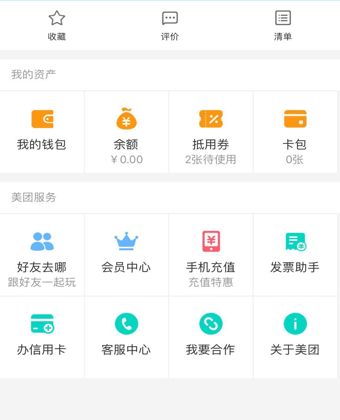 收藏 评价 清单
我的资产
我的钱包 余额 抵用券 卡包
￥0.00 2张待使用 0张
美团服务
好友去哪 会员中心 手机充值 发票助手
跟好友一起玩 充值特惠
办信用卡 客服中心 我要合作 关于美团